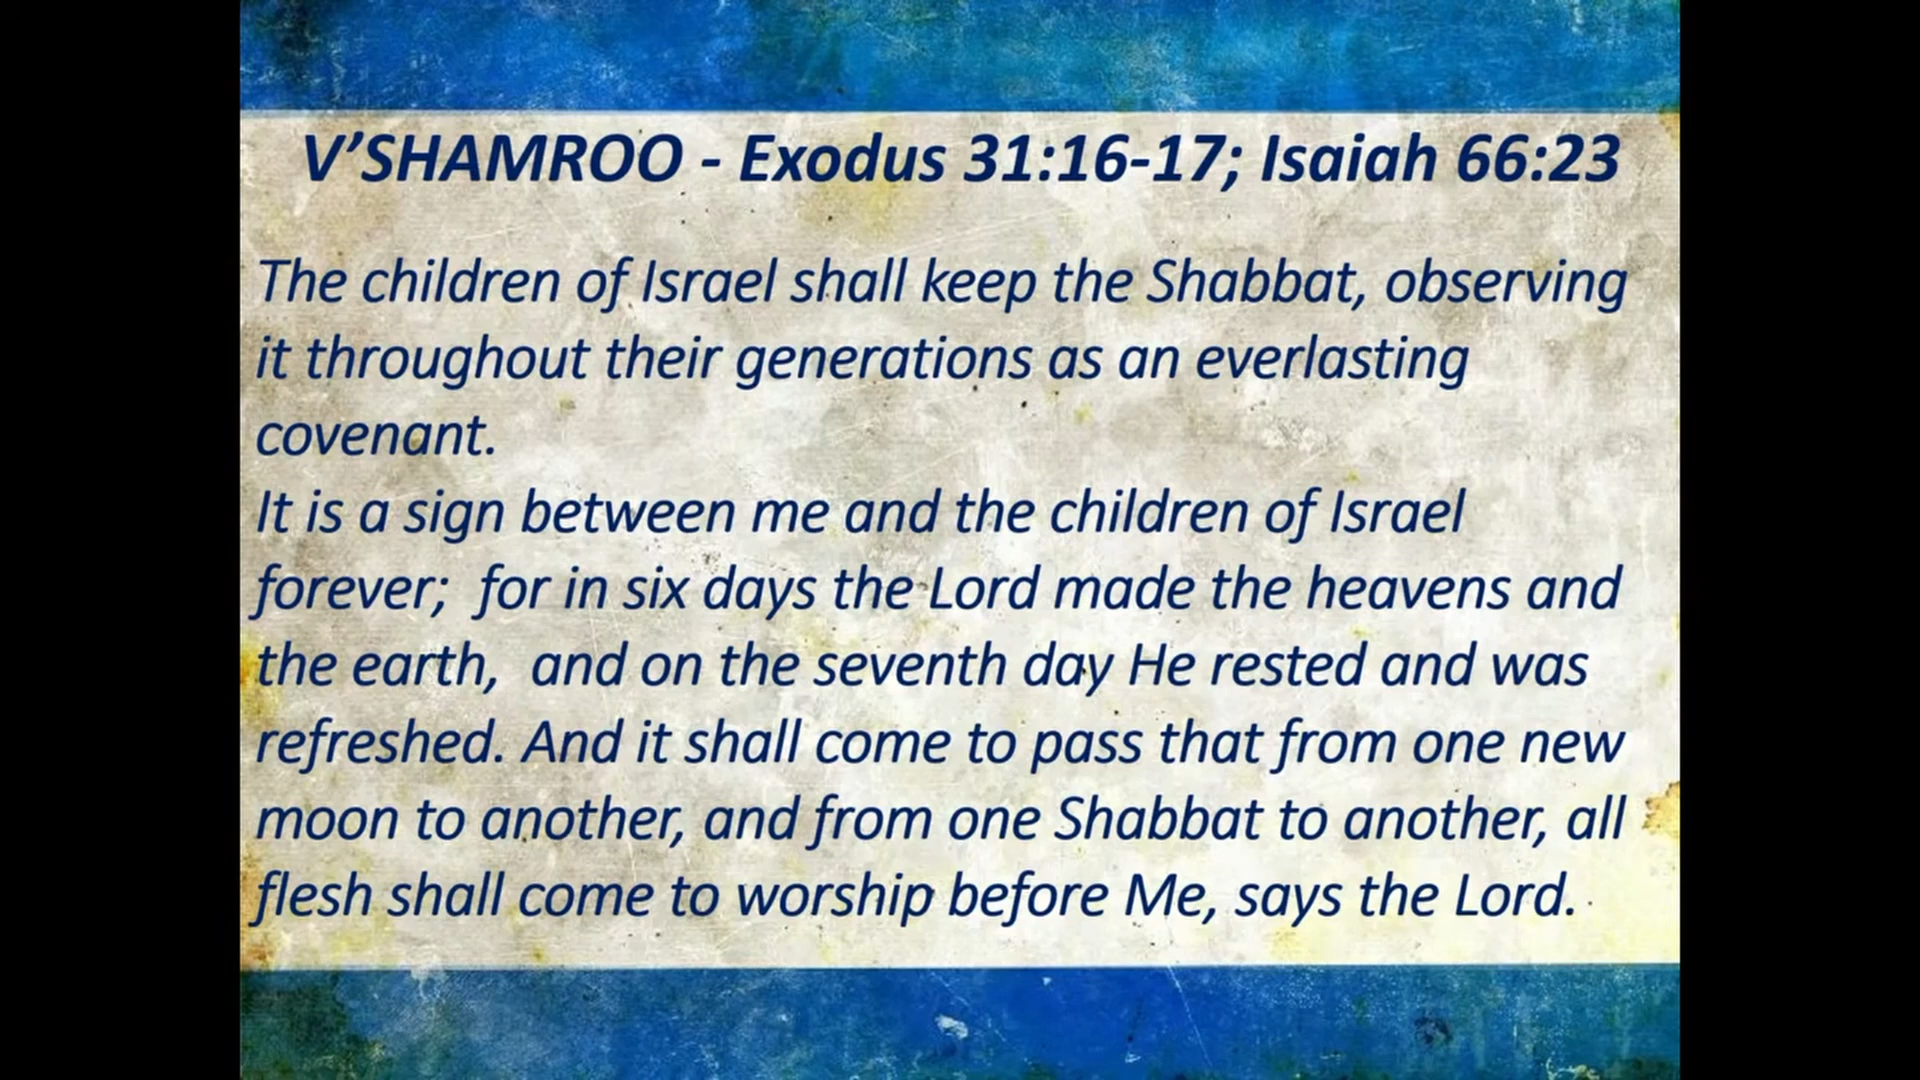 V’SHAMROO - Exodus 31:16-17; Isaiah 66:23
The children of Israel shall keep the Shabbat, observing
it throughout their generations as an everlasting
covenant.
It is a sign between me and the children of Israel
forever;  for in six days the Lord made the heavens and
the earth,  and on the seventh day He rested and was
refreshed. And it shall come to pass that from one new
moon to another, and from one Shabbat to another, all
flesh shall come to worship before Me, says the Lord.